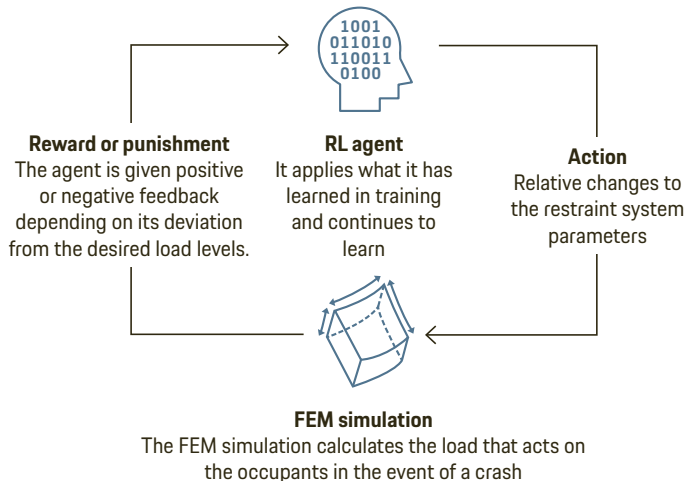 1001
011010
110011
0100
Reward or punishment
The agent is given positive
or negative feedback
depending on its deviation
from the desired load levels.
RL agent
It applies what it has
learned in training
and continues to
learn
Action
Relative changes to
the restraint system
parameters
FEM simulation
The FEM simulation calculates the load that acts on
the occupants in the event of a crash